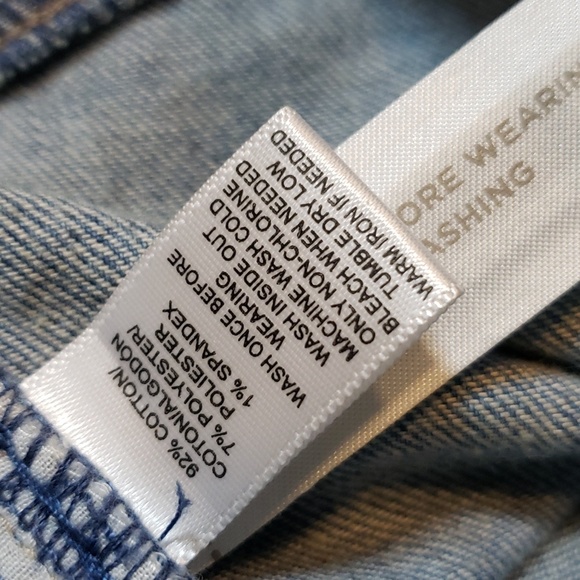 92% COTTON/
COTON/ALGODÓN
7% POLYESTER/
POLIESTER
1% SPANDEX
WASH ONCE BEFORE
WEARING
WASH INSIDE OUT
MACHINE WASH COLD
ONLY NON-CHLORINE
BLEACH WHEN NEEDED
TUMBLE DRY LOW
WARM IRON IF NEEDED
ORE WEARIN
ASHING